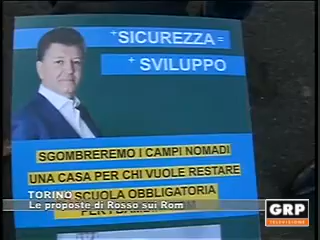 +SICUREZZA=
+SVILUPPO
SGOMBREREMO I CAMPI NOMADI
UNA CASA PER CHI VUOLE RESTARE
SCUOLA OBBLIGATORIA
TORINO
Le proposte di Rosso sui Rom
GRP
TELEVISIONE